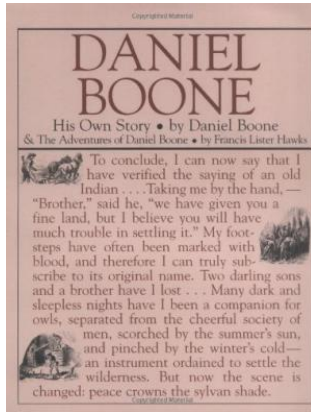 Copyrighted Material
DANIEL
BOONE
His Own Story • by Daniel Boone
& The Adventures of Daniel Boone • by Francis Lister Hawks
To conclude, I can now say that I
have verified the saying of an old
Indian . . . . Taking me by the hand, —
“Brother,” said he, “we have given you a
fine land, but I believe you will have
much trouble in settling it.” My foot-
steps have often been marked with
blood, and therefore I can truly sub-
scribe to its original name. Two darling sons
and a brother have I lost . . . Many dark and
sleepless nights have I been a companion for
owls, separated from the cheerful society of
men, scorched by the summer's sun,
and pinched by the winter's cold—
an instrument ordained to settle the
wilderness. But now the scene is
changed: peace crowns the sylvan shade.
Copyrighted Material